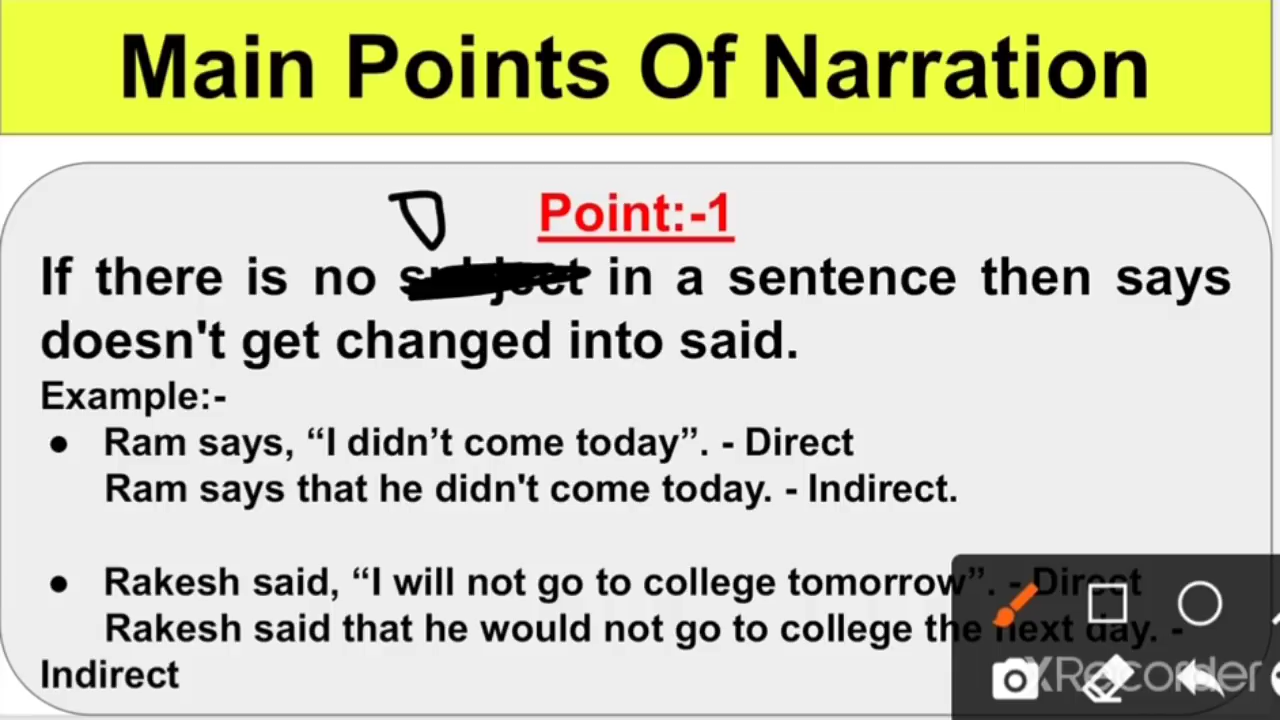 Main Points Of Narration
Point:-1
If there is no subject in a sentence then says
doesn't get changed into said.
Example:-
● Ram says, “I didn’t come today”. - Direct
Ram says that he didn't come today. - Indirect.
● Rakesh said, “I will not go to college tomorrow”. - Direct
Rakesh said that he would not go to college the next day. -
Indirect
XRecorder